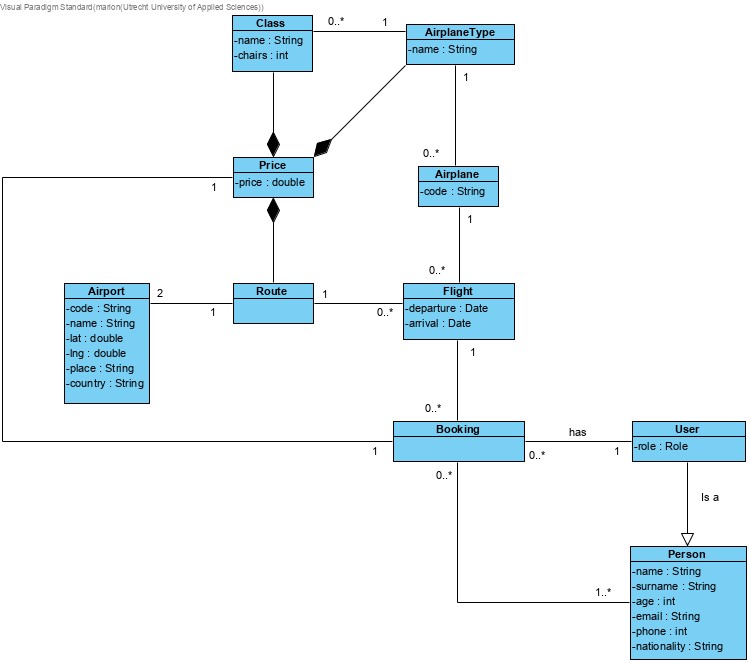 Visual Paradigm Standard(marion(Utrecht University of Applied Sciences))
Class
-name : String
-chairs : int
0..*
1
AirplaneType
-name : String
1
0..*
Price
-price : double
1
Airplane
-code : String
1
0..*
Airport
-code : String
-name : String
-lat : double
-lng : double
-place : String
-country : String
2
1
Route
1
0..*
Flight
-departure : Date
-arrival : Date
1
0..*
1
Booking
0..*
has
0..*
1
User
-role : Role
Is a
1..*
Person
-name : String
-surname : String
-age : int
-email : String
-phone : int
-nationality : String